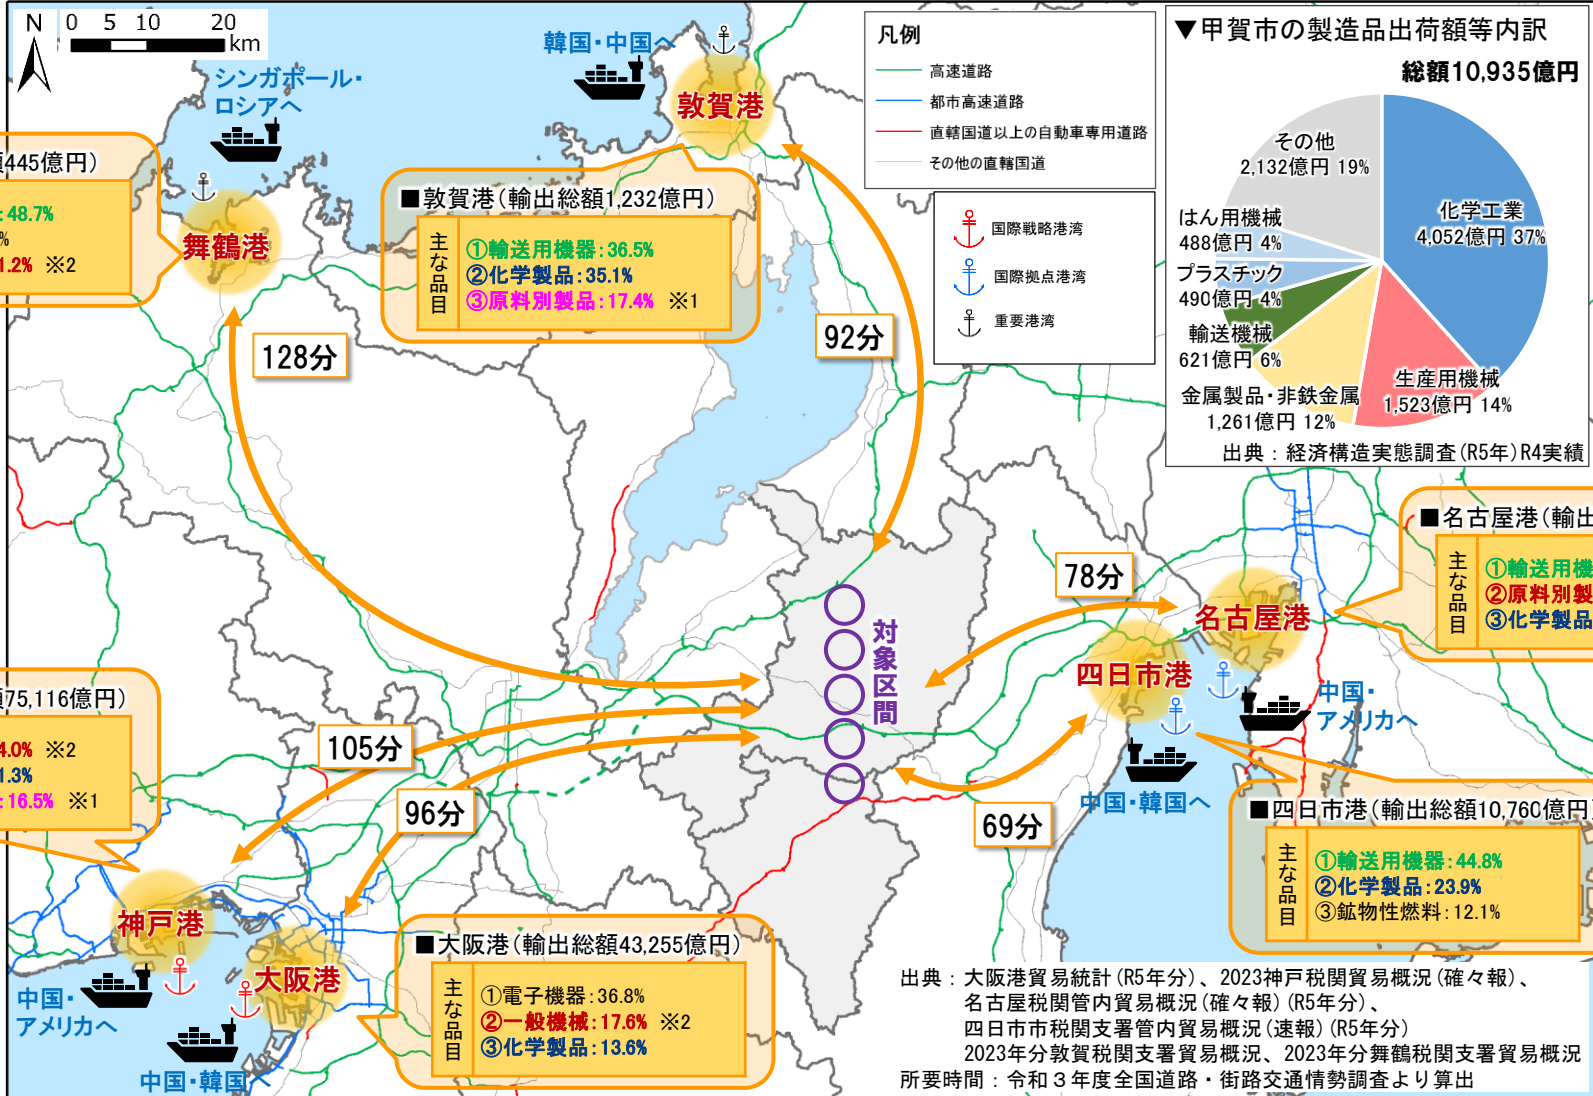 N
0 5 10 20
km
シンガポール・
ロシアへ
韓国・中国へ
敦賀港
舞鶴港
額445億円）
：48.7%
%
1.2% ※2
■敦賀港（輸出総額1,232億円）
主な品目
①輸送用機器：36.5%
②化学製品：35.1%
③原料別製品：17.4% ※1
128分
92分
凡例
高速道路
都市高速道路
直轄国道以上の自動車専用道路
その他の直轄国道
国際戦略港湾
国際拠点港湾
重要港湾
▼甲賀市の製造品出荷額等内訳
総額10,935億円
その他
2,132億円 19%
化学工業
4,052億円 37%
はん用機械
488億円 4%
プラスチック
490億円 4%
輸送機械
621億円 6%
金属製品・非鉄金属
1,261億円 12%
生産用機械
1,523億円 14%
出典：経済構造実態調査(R5年)R4実績
■名古屋港（輸出
主な品目
①輸送用機
②原料別製
③化学製品
78分
名古屋港
四日市港
対象区間
中国・
アメリカへ
中国・韓国へ
69分
額75,116億円）
4.0% ※2
1.3%
：16.5% ※1
105分
96分
■四日市港（輸出総額10,760億円）
主な品目
①輸送用機器：44.8%
②化学製品：23.9%
③鉱物性燃料：12.1%
神戸港
大阪港
中国・
アメリカへ
中国・韓国へ
■大阪港（輸出総額43,255億円）
主な品目
①電子機器：36.8%
②一般機械：17.6% ※2
③化学製品：13.6%
出典：大阪港貿易統計(R5年分)、2023神戸税関貿易概況(確々報)、
名古屋税関管内貿易概況(確々報)(R5年分)、
四日市市税関支署管内貿易概況(速報)(R5年分)
2023年分敦賀税関支署貿易概況、2023年分舞鶴税関支署貿易概況
所要時間：令和３年度全国道路・街路交通情勢調査より算出